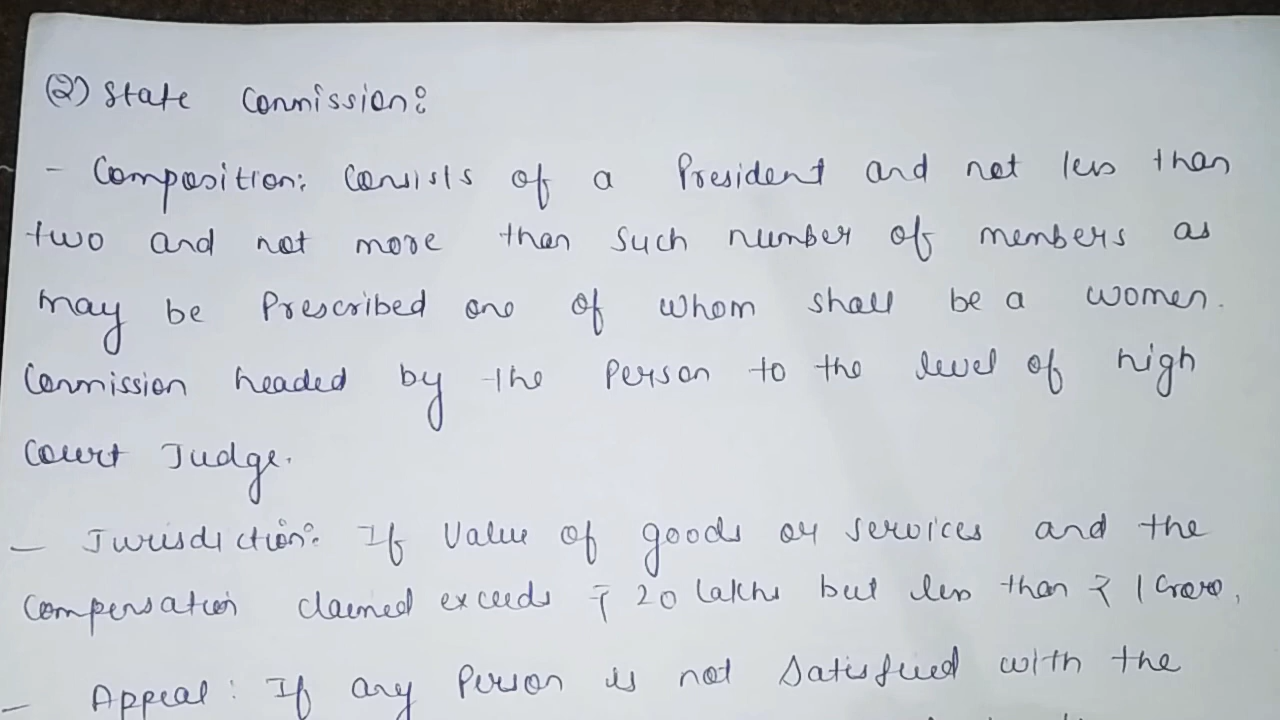 (2) State Commission:
- Composition: Consists of a President and not less than
two and not more than such number of members as
may be Prescribed one of whom shall be a women.
Commission headed by the Person to the level of high
Court Judge.
- Jurisdiction: If Value of goods or services and the
compensation claimed exceeds ₹ 20 lakhs but less than ₹ 1 Crore,
- Appeal: If any Person is not Satisfied with the